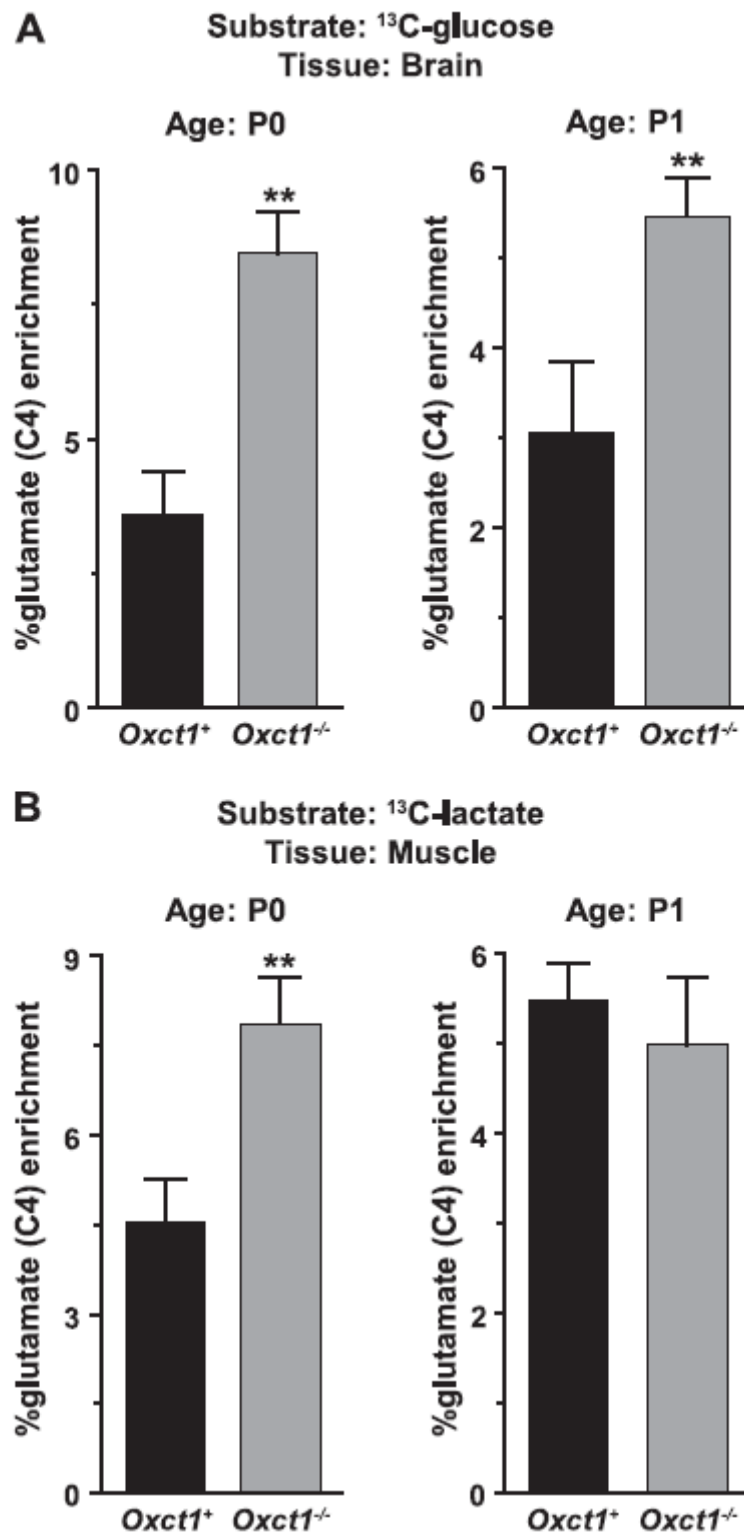 A
Substrate: ¹³C-glucose
Tissue: Brain
Age: P0
Age: P1
%glutamate (C4) enrichment
10
5
0
**
Oxct1⁺ Oxct1⁻/⁻
%glutamate (C4) enrichment
6
4
2
0
**
Oxct1⁺ Oxct1⁻/⁻
B
Substrate: ¹³C-lactate
Tissue: Muscle
Age: P0
Age: P1
%glutamate (C4) enrichment
9
6
3
0
**
Oxct1⁺ Oxct1⁻/⁻
%glutamate (C4) enrichment
6
4
2
0
Oxct1⁺ Oxct1⁻/⁻